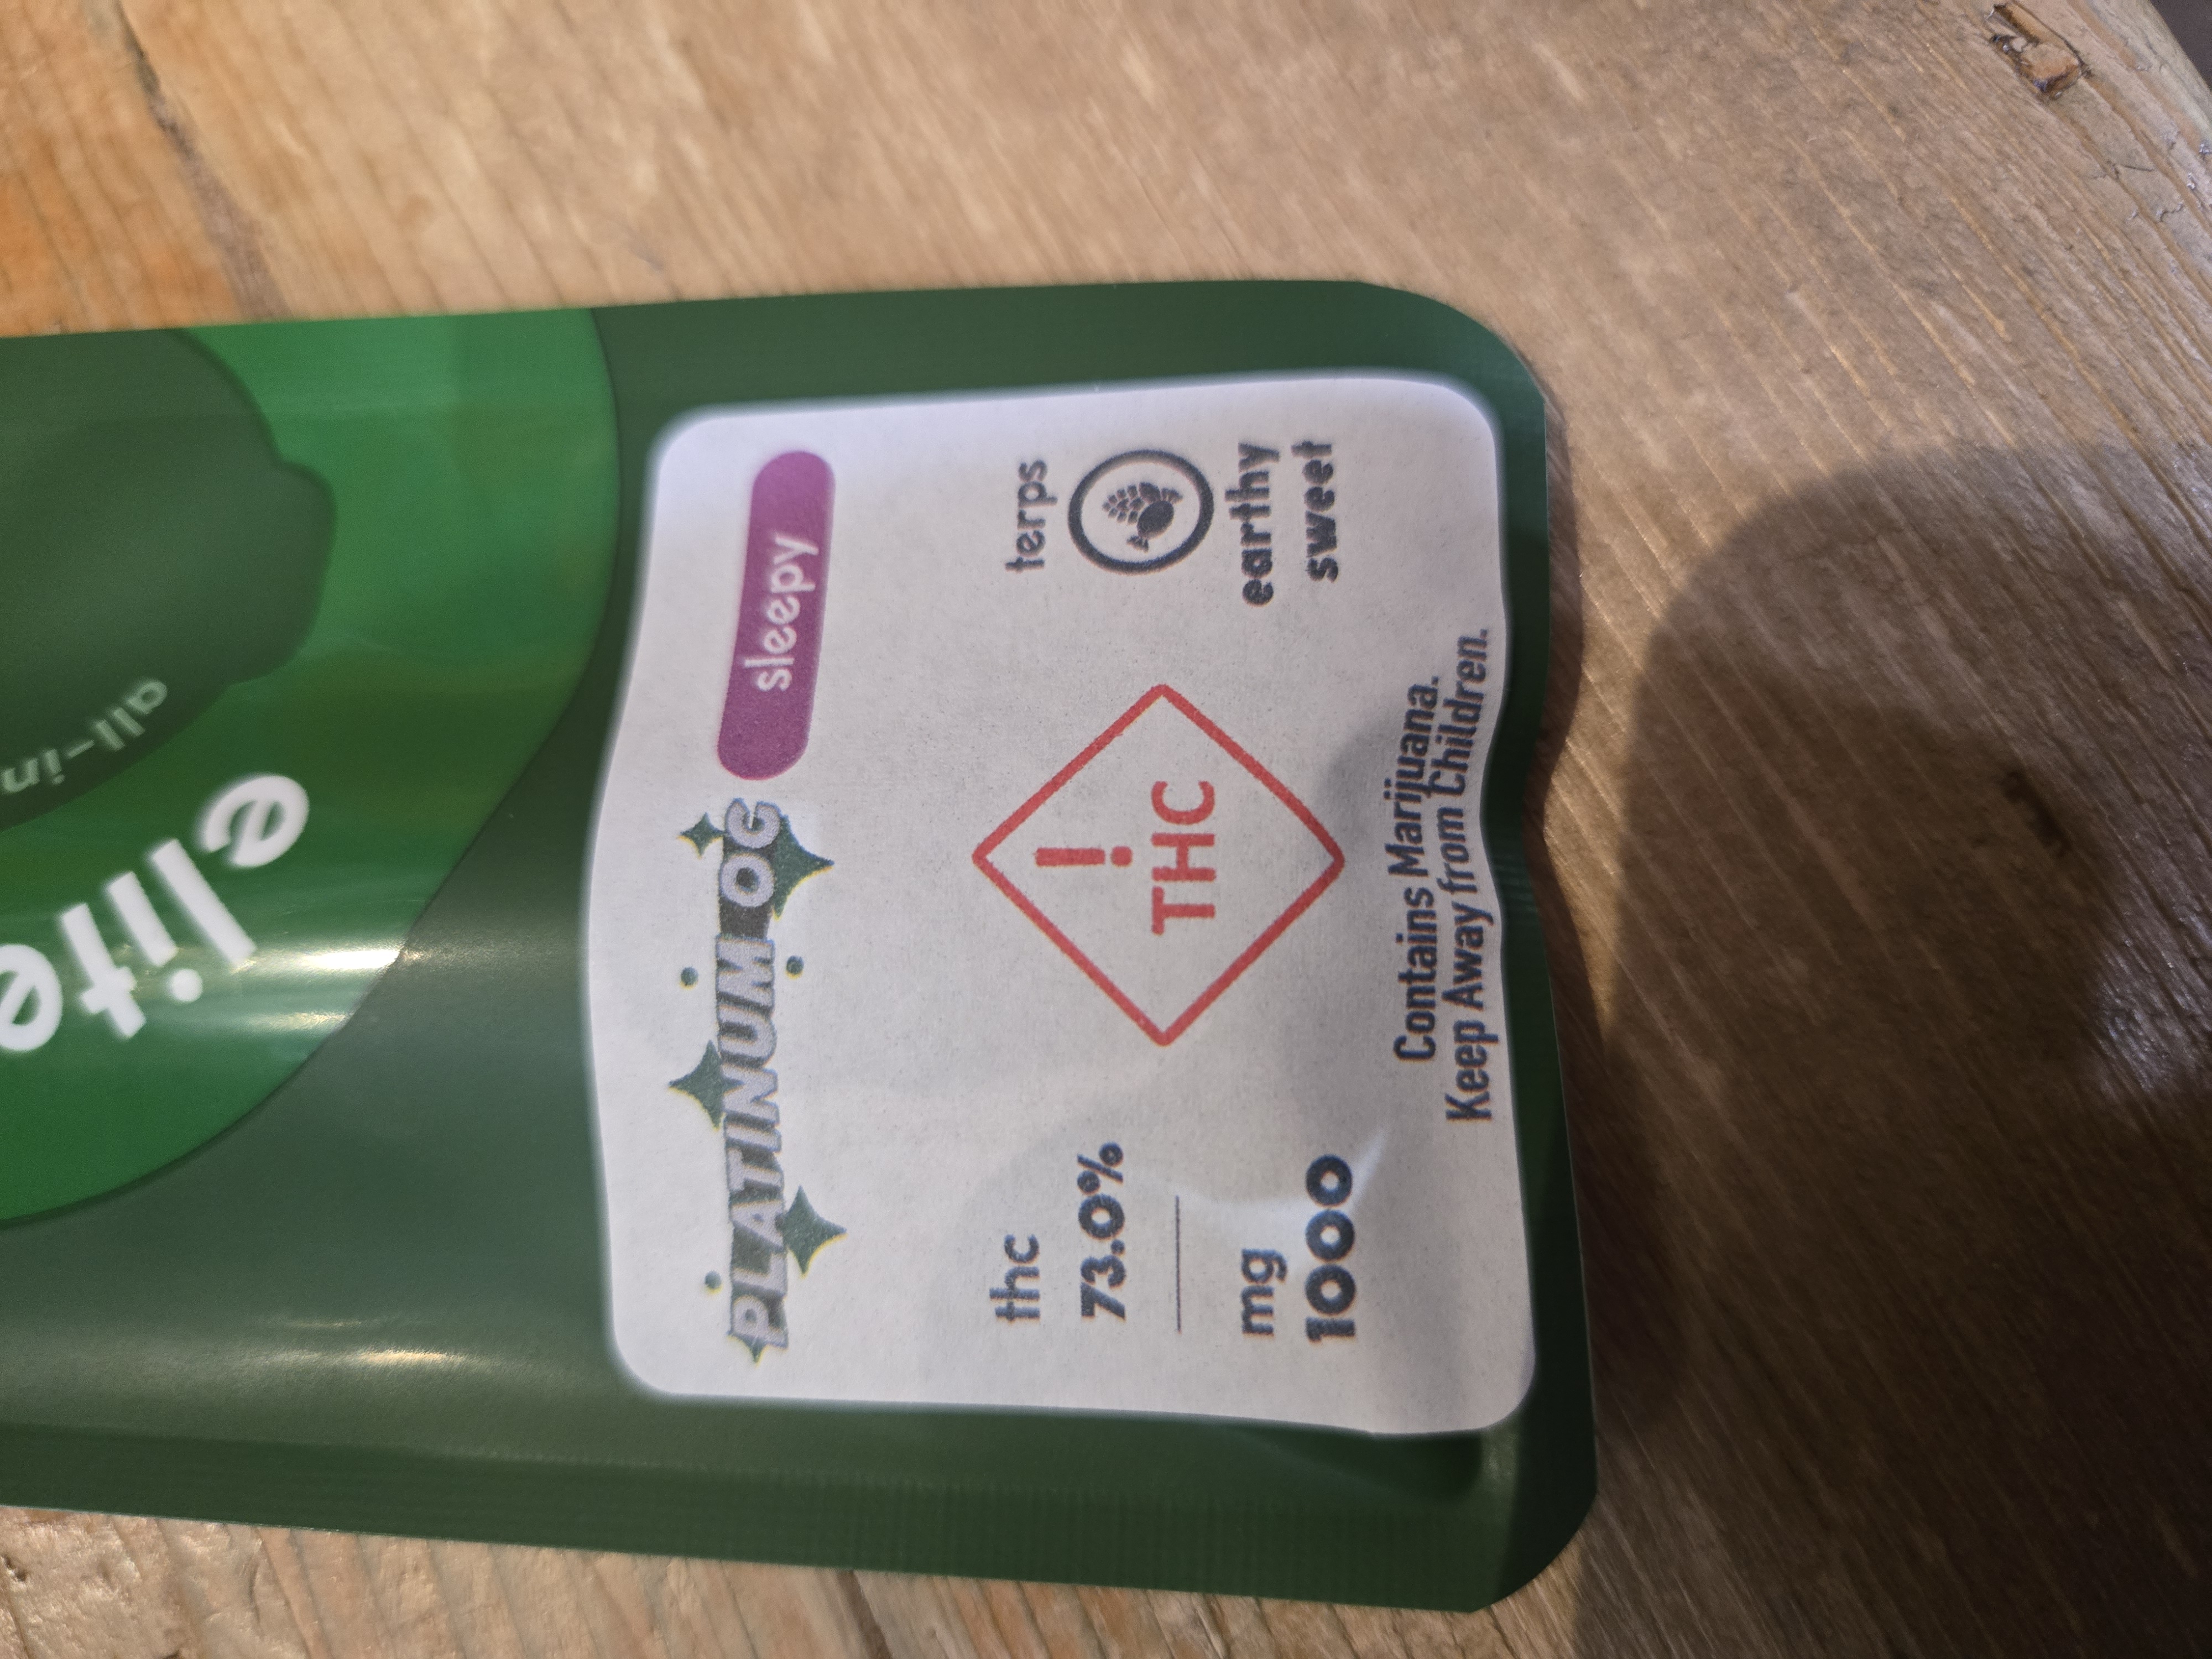 elite
all-in
PLATINUM OG
sleepy
thc
73.0%
mg
1000
!
THC
terps
earthy
sweet
Contains Marijuana.
Keep Away from Children.